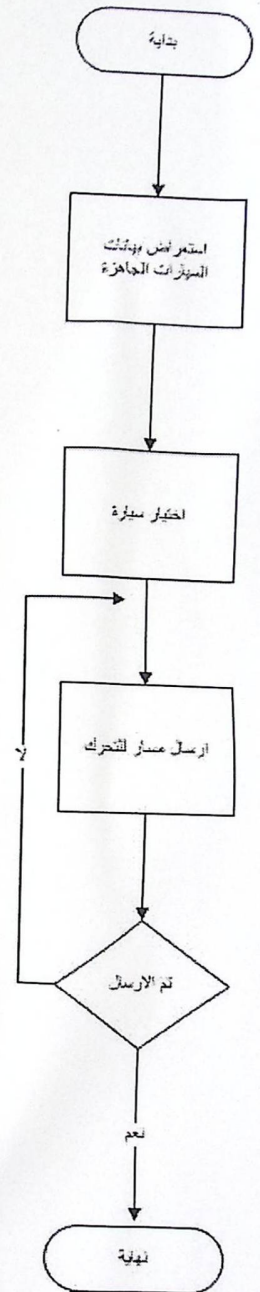 بداية
استعراض بيانات
السيارات الجاهزة
اختيار سيارة
ارسال مسار للتحرك
لا
تم الارسال
نعم
نهاية